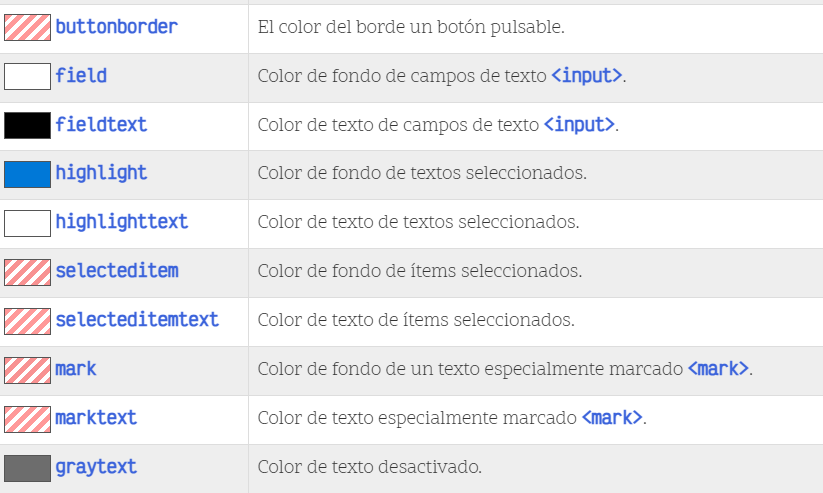 buttonborder El color del borde un botón pulsable.
field Color de fondo de campos de texto <input>.
fieldtext Color de texto de campos de texto <input>.
highlight Color de fondo de textos seleccionados.
highlighttext Color de texto de textos seleccionados.
selecteditem Color de fondo de ítems seleccionados.
selecteditemtext Color de texto de ítems seleccionados.
mark Color de fondo de un texto especialmente marcado <mark>.
marktext Color de texto especialmente marcado <mark>.
graytext Color de texto desactivado.